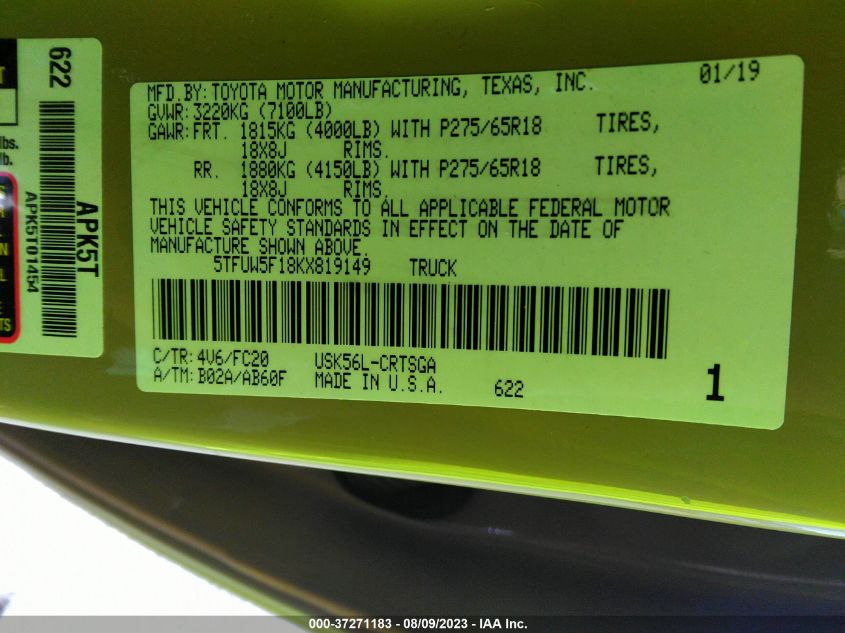 622
T
lbs.
lb.
APK5T01454
APK5T
MFD.BY:TOYOTA MOTOR MANUFACTURING, TEXAS, INC. 01/19
GVWR:3220KG (7100LB)
GAWR:FRT. 1815KG (4000LB) WITH P275/65R18 TIRES,
18X8J RIMS.
RR. 1880KG (4150LB) WITH P275/65R18 TIRES,
18X8J RIMS.
THIS VEHICLE CONFORMS TO ALL APPLICABLE FEDERAL MOTOR
VEHICLE SAFETY STANDARDS IN EFFECT ON THE DATE OF
MANUFACTURE SHOWN ABOVE.
5TFUW5F18KX819149 TRUCK
C/TR:4V6/FC20 USK56L-CRTSGA
A/TM:B02A/AB60F MADE IN U.S.A. 622 1
000-37271183 - 08/09/2023 - IAA Inc.